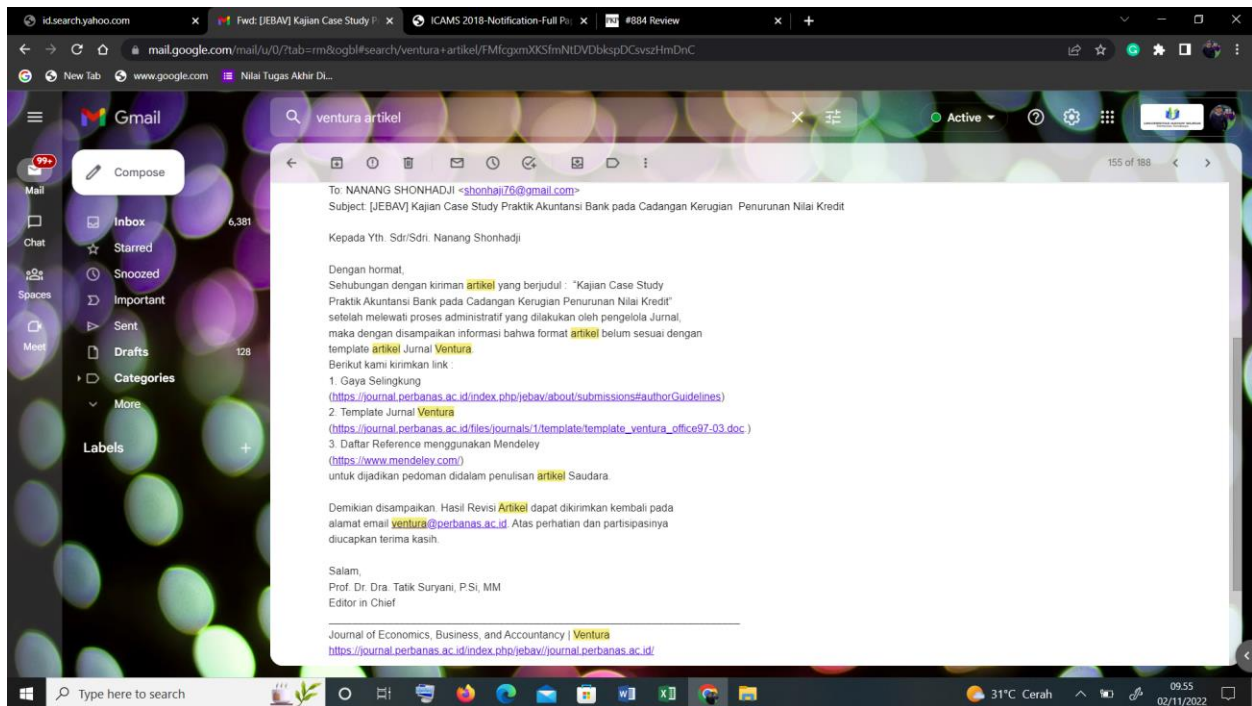 id.search.yahoo.com
Fwd: [JEBAV] Kajian Case Study P
ICAMS 2018-Notification-Full Pa
#884 Review
mail.google.com/mail/u/0/?tab=rm&ogbl#search/ventura+artikel/FMfcgxmXKSfmNtDVDbkspDCsvszHmDnC
New Tab
www.google.com
Nilai Tugas Akhir Di...
Gmail
ventura artikel
Active
99+
Mail
Chat
Spaces
Meet
Compose
Inbox 6,381
Starred
Snoozed
Important
Sent
Drafts 128
Categories
More
Labels
155 of 188
To: NANANG SHONHADJI <shonhaji76@gmail.com>
Subject: [JEBAV] Kajian Case Study Praktik Akuntansi Bank pada Cadangan Kerugian Penurunan Nilai Kredit
Kepada Yth. Sdr/Sdri. Nanang Shonhadji
Dengan hormat,
Sehubungan dengan kiriman artikel yang berjudul : "Kajian Case Study
Praktik Akuntansi Bank pada Cadangan Kerugian Penurunan Nilai Kredit"
setelah melewati proses administratif yang dilakukan oleh pengelola Jurnal,
maka dengan disampaikan informasi bahwa format artikel belum sesuai dengan
template artikel Jurnal Ventura.
Berikut kami kirimkan link :
1. Gaya Selingkung
(https://journal.perbanas.ac.id/index.php/jebav/about/submissions#authorGuidelines)
2. Template Jurnal Ventura
(https://journal.perbanas.ac.id/files/journals/1/template/template_ventura_office97-03.doc )
3. Daftar Reference menggunakan Mendeley
(https://www.mendeley.com/)
untuk dijadikan pedoman didalam penulisan artikel Saudara.
Demikian disampaikan. Hasil Revisi Artikel dapat dikirimkan kembali pada
alamat email ventura@perbanas.ac.id. Atas perhatian dan partisipasinya
diucapkan terima kasih.
Salam,
Prof. Dr. Dra. Tatik Suryani, P.Si, MM
Editor in Chief
Journal of Economics, Business, and Accountancy | Ventura
https://journal.perbanas.ac.id/index.php/jebav//journal.perbanas.ac.id/
Type here to search
31°C Cerah
09.55
02/11/2022